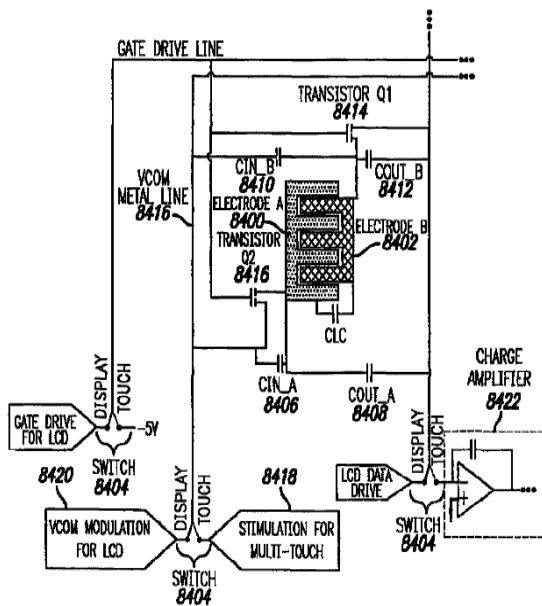 GATE DRIVE LINE
TRANSISTOR Q1
8414
CIN_B
8410
COUT_B
8412
VCOM
METAL LINE
8416
ELECTRODE A
8400
ELECTRODE B
8402
TRANSISTOR
Q2
8416
CLC
CIN_A
8406
COUT_A
8408
CHARGE
AMPLIFIER
8422
DISPLAY
TOUCH
GATE DRIVE
FOR LCD
-5V
SWITCH
8404
DISPLAY
TOUCH
LCD DATA
DRIVE
SWITCH
8404
8420
8418
DISPLAY
TOUCH
VCOM MODULATION
FOR LCD
STIMULATION FOR
MULTI-TOUCH
SWITCH
8404